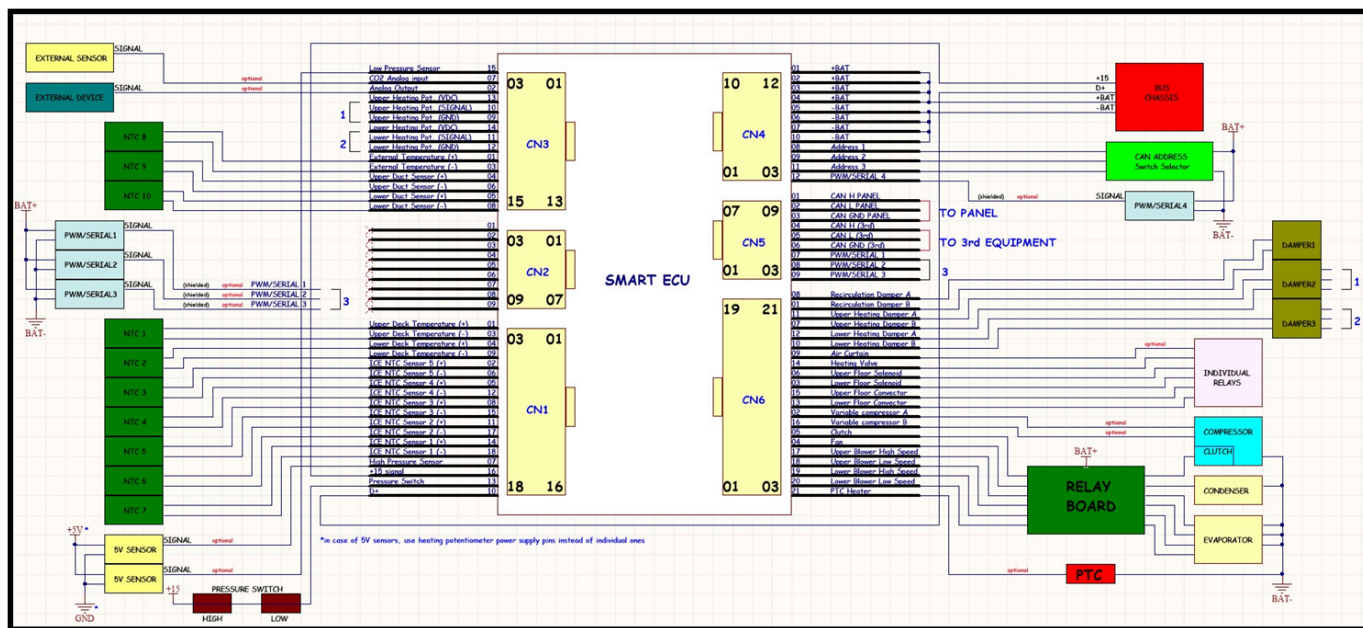 EXTERNAL SENSOR
SIGNAL
optional
EXTERNAL DEVICE
SIGNAL
optional
1
2
NTC 8
NTC 9
NTC 10
BAT+
PWM/SERIAL1
SIGNAL
PWM/SERIAL2
SIGNAL
PWM/SERIAL3
SIGNAL
(shielded) optional PWM/SERIAL 1
(shielded) optional PWM/SERIAL 2
(shielded) optional PWM/SERIAL 3
3
BAT-
NTC 1
NTC 2
NTC 3
NTC 4
NTC 5
NTC 6
NTC 7
+5V *
5V SENSOR
SIGNAL
optional
5V SENSOR
SIGNAL
optional
GND *
+15
PRESSURE SWITCH
HIGH
LOW
Low Pressure Sensor 15
CO2 Analog input 07
Analog Output 02
Upper Heating Pot. (VDC) 13
Upper Heating Pot. (SIGNAL) 10
Upper Heating Pot. (GND) 09
Lower Heating Pot. (VDC) 14
Lower Heating Pot. (SIGNAL) 11
Lower Heating Pot. (GND) 12
External Temperature (+) 01
External Temperature (-) 03
Upper Duct Sensor (+) 04
Upper Duct Sensor (-) 06
Lower Duct Sensor (+) 05
Lower Duct Sensor (-) 08
03 01
CN3
15 13
01
02
03
04
05
06
07
08
09
03 01
CN2
09 07
Upper Deck Temperature (+) 01
Upper Deck Temperature (-) 03
Lower Deck Temperature (+) 04
Lower Deck Temperature (-) 09
ICE NTC Sensor 5 (+) 02
ICE NTC Sensor 5 (-) 06
ICE NTC Sensor 4 (+) 05
ICE NTC Sensor 4 (-) 12
ICE NTC Sensor 3 (+) 08
ICE NTC Sensor 3 (-) 15
ICE NTC Sensor 2 (+) 11
ICE NTC Sensor 2 (-) 17
ICE NTC Sensor 1 (+) 14
ICE NTC Sensor 1 (-) 18
High Pressure Sensor 07
+15 signal 16
Pressure Switch 13
D+ 10
03 01
CN1
18 16
*in case of 5V sensors, use heating potentiometer power supply pins instead of individual ones
SMART ECU
10 12
CN4
01 03
01 +BAT
02 +BAT
03 +BAT
04 +BAT
05 -BAT
06 -BAT
07 -BAT
10 -BAT
08 Address 1
09 Address 2
11 Address 3
12 PWM/SERIAL 4
07 09
CN5
01 03
01 CAN H PANEL
02 CAN L PANEL
03 CAN GND PANEL
04 CAN H (3rd)
05 CAN L (3rd)
06 CAN GND (3rd)
07 PWM/SERIAL 1
08 PWM/SERIAL 2
09 PWM/SERIAL 3
TO PANEL
TO 3rd EQUIPMENT
3
19 21
CN6
01 03
08 Recirculation Damper A
01 Recirculation Damper B
11 Upper Heating Damper A
07 Upper Heating Damper B
12 Lower Heating Damper A
10 Lower Heating Damper B
09 Air Curtain
14 Heating Valve
06 Upper Floor Solenoid
03 Lower Floor Solenoid
15 Upper Floor Convector
13 Lower Floor Convector
02 Variable compressor A
16 Variable compressor B
05 Clutch
04 Fan
17 Upper Blower High Speed
18 Upper Blower Low Speed
19 Lower Blower High Speed
20 Lower Blower Low Speed
21 PTC Heater
+15
D+
+BAT
-BAT
BUS
CHASSIS
BAT+
CAN ADDRESS
Switch Selector
(shielded) optional
SIGNAL
PWM/SERIAL4
BAT-
DAMPER1
DAMPER2
DAMPER3
1
2
optional
INDIVIDUAL
RELAYS
optional
optional
COMPRESSOR
CLUTCH
BAT+
RELAY
BOARD
CONDENSER
EVAPORATOR
optional
PTC
BAT-